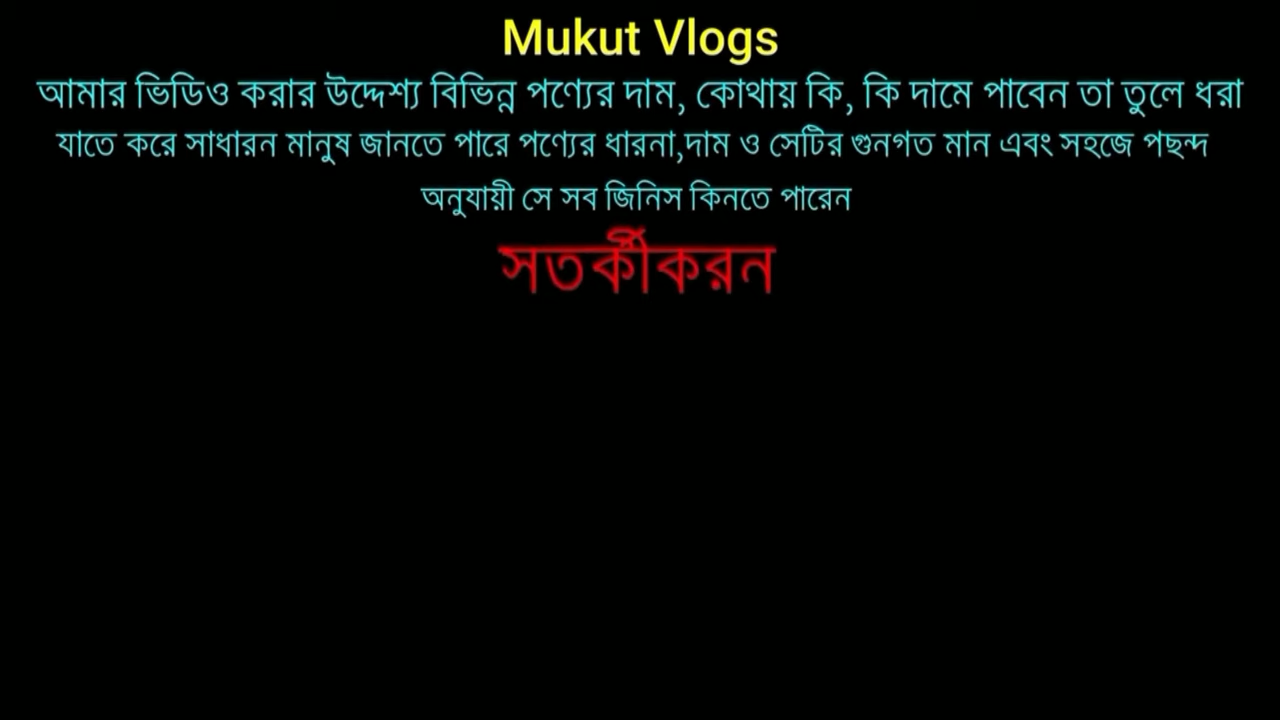 Mukut Vlogs
আমার ভিডিও করার উদ্দেশ্য বিভিন্ন পণ্যের দাম, কোথায় কি, কি দামে পাবেন তা তুলে ধরা
যাতে করে সাধারন মানুষ জানতে পারে পণ্যের ধারনা,দাম ও সেটির গুনগত মান এবং সহজে পছন্দ
অনুযায়ী সে সব জিনিস কিনতে পারেন
সতর্কীকরন